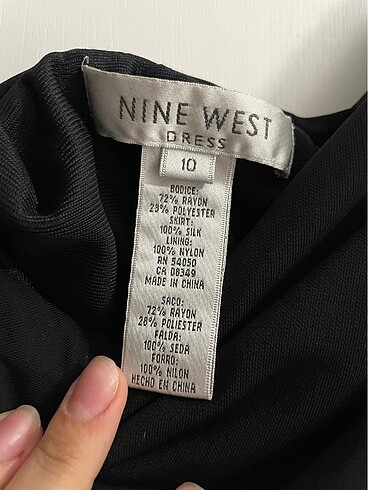 NINE WEST
DRESS
10
BODICE:
72% RAYON
28% POLYESTER
SKIRT:
100% SILK
LINING:
100% NYLON
RN 54050
CA 08349
MADE IN CHINA
SACO:
72% RAYON
28% POLIESTER
FALDA:
100% SEDA
FORRO:
100% NILON
HECHO EN CHINA